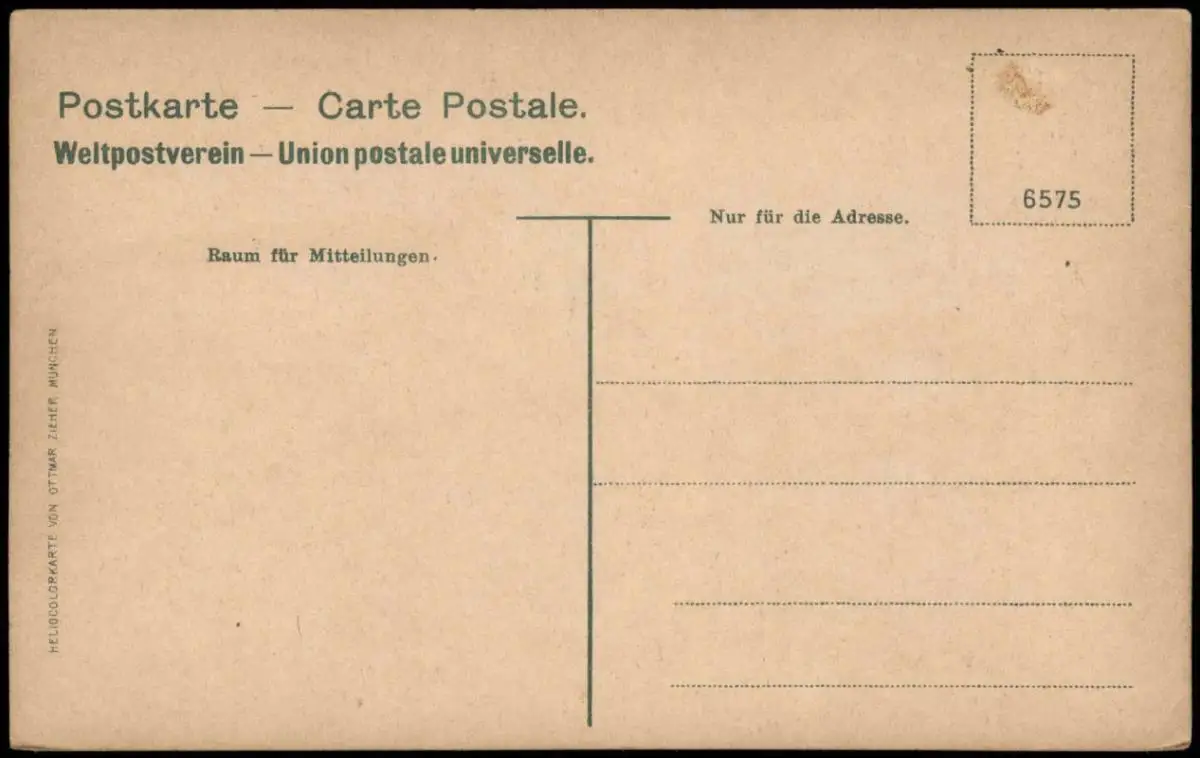 Postkarte — Carte Postale.
Weltpostverein — Union postale universelle.
6575
Nur für die Adresse.
Raum für Mitteilungen.
HELIOCOLORKARTE VON OTTMAR ZIEHER, MÜNCHEN